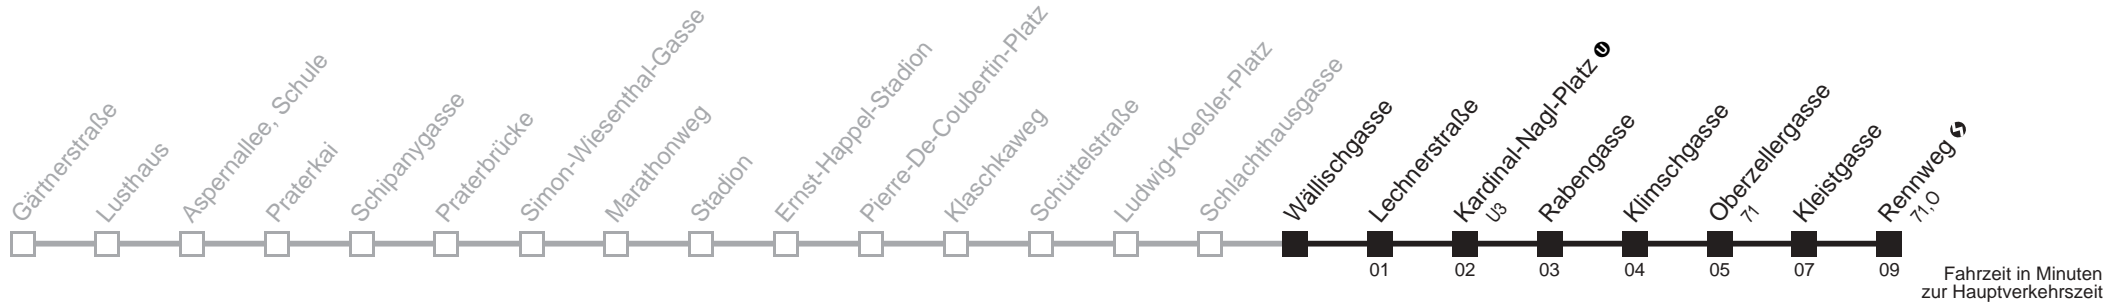 Gärtnerstraße
Lusthaus
Aspernallee, Schule
Praterkai
Schipanygasse
Praterbrücke
Simon-Wiesenthal-Gasse
Marathonweg
Stadion
Ernst-Happel-Stadion
Pierre-De-Coubertin-Platz
Klaschkaweg
Schüttelstraße
Ludwig-Koeßler-Platz
Schlachthausgasse
Wällischgasse
Lechnerstraße
Kardinal-Nagl-Platz U
U3
Rabengasse
Klimschgasse
Oberzellergasse
71
Kleistgasse
Rennweg S
71, O
01 02 03 04 05 07 09
Fahrzeit in Minuten
zur Hauptverkehrszeit